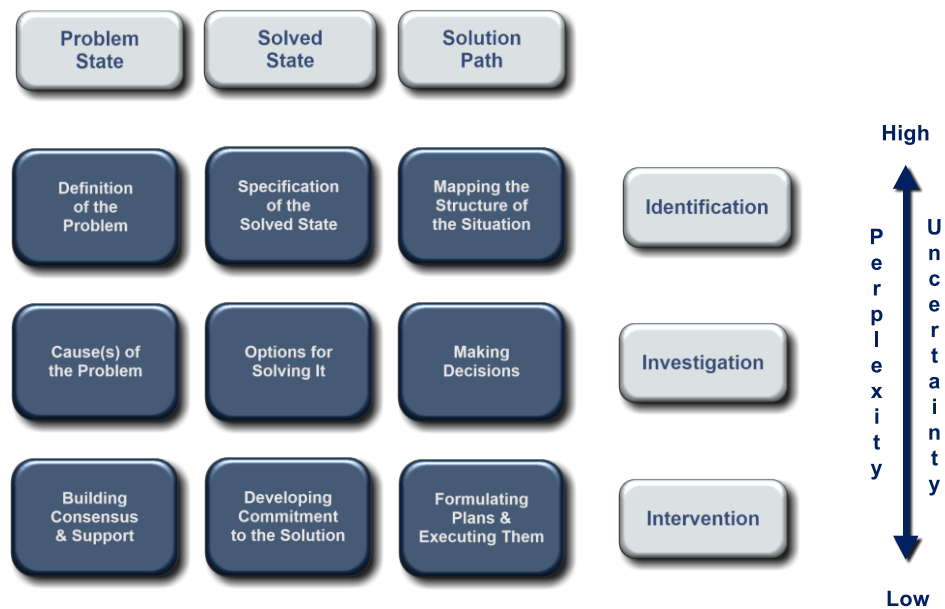 Problem
State
Solved
State
Solution
Path
High
Definition
of the
Problem
Specification
of the
Solved State
Mapping the
Structure of
the Situation
Identification
Cause(s) of
the Problem
Options for
Solving It
Making
Decisions
Investigation
Perplexity
Uncertainty
Building
Consensus
& Support
Developing
Commitment
to the Solution
Formulating
Plans &
Executing Them
Intervention
Low